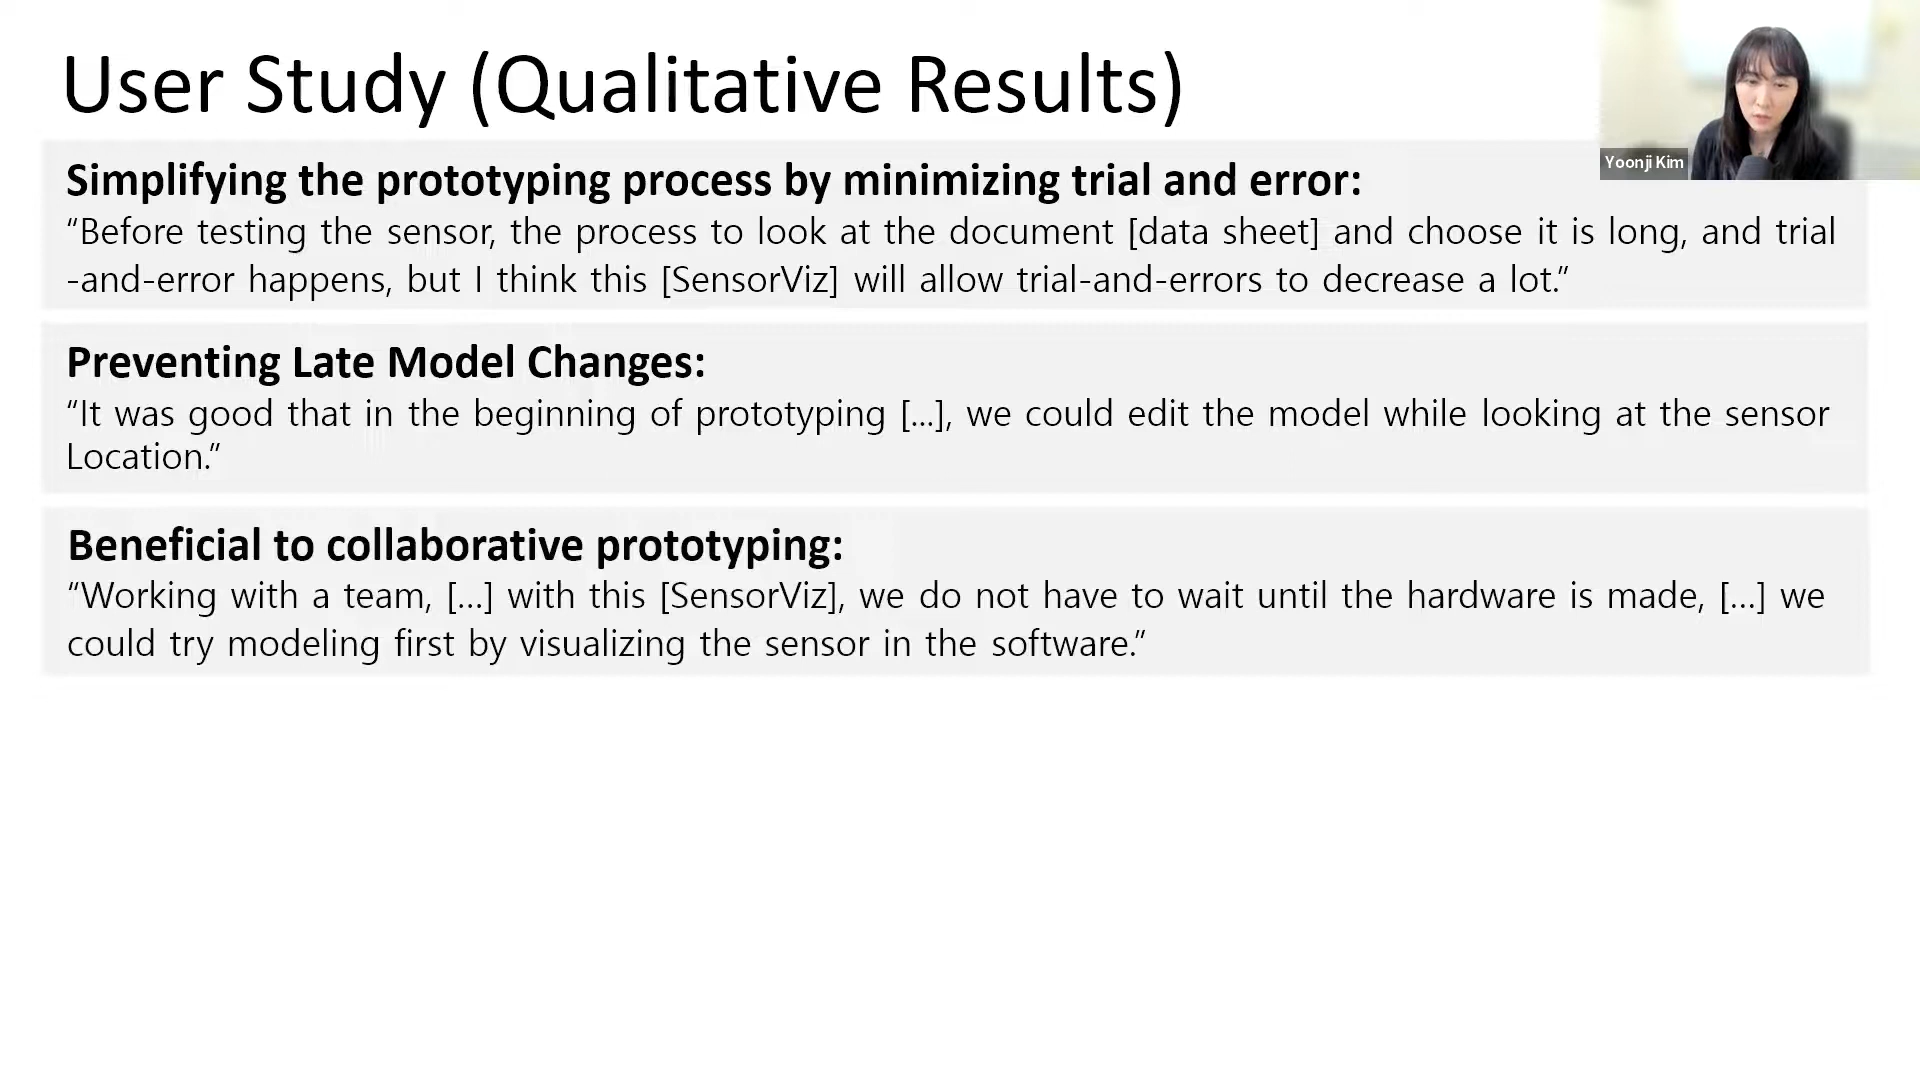 User Study (Qualitative Results)
Yoonji Kim
Simplifying the prototyping process by minimizing trial and error:
“Before testing the sensor, the process to look at the document [data sheet] and choose it is long, and trial
-and-error happens, but I think this [SensorViz] will allow trial-and-errors to decrease a lot.”
Preventing Late Model Changes:
“It was good that in the beginning of prototyping [...], we could edit the model while looking at the sensor
Location.”
Beneficial to collaborative prototyping:
“Working with a team, [...] with this [SensorViz], we do not have to wait until the hardware is made, [...] we
could try modeling first by visualizing the sensor in the software.”